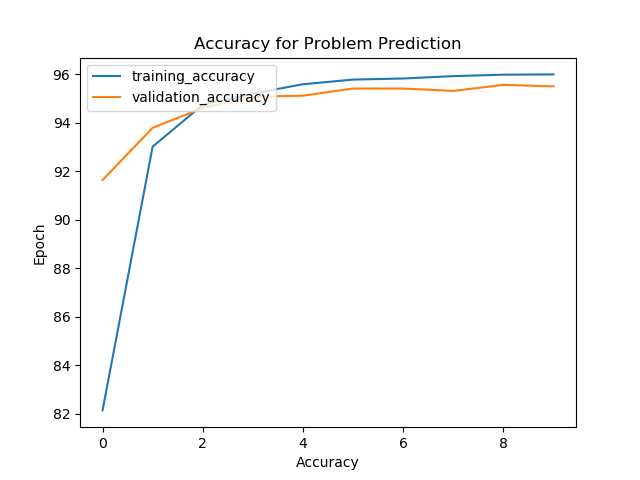 Accuracy for Problem Prediction
training_accuracy
validation_accuracy
96
94
92
90
88
86
84
82
Epoch
0 2 4 6 8
Accuracy